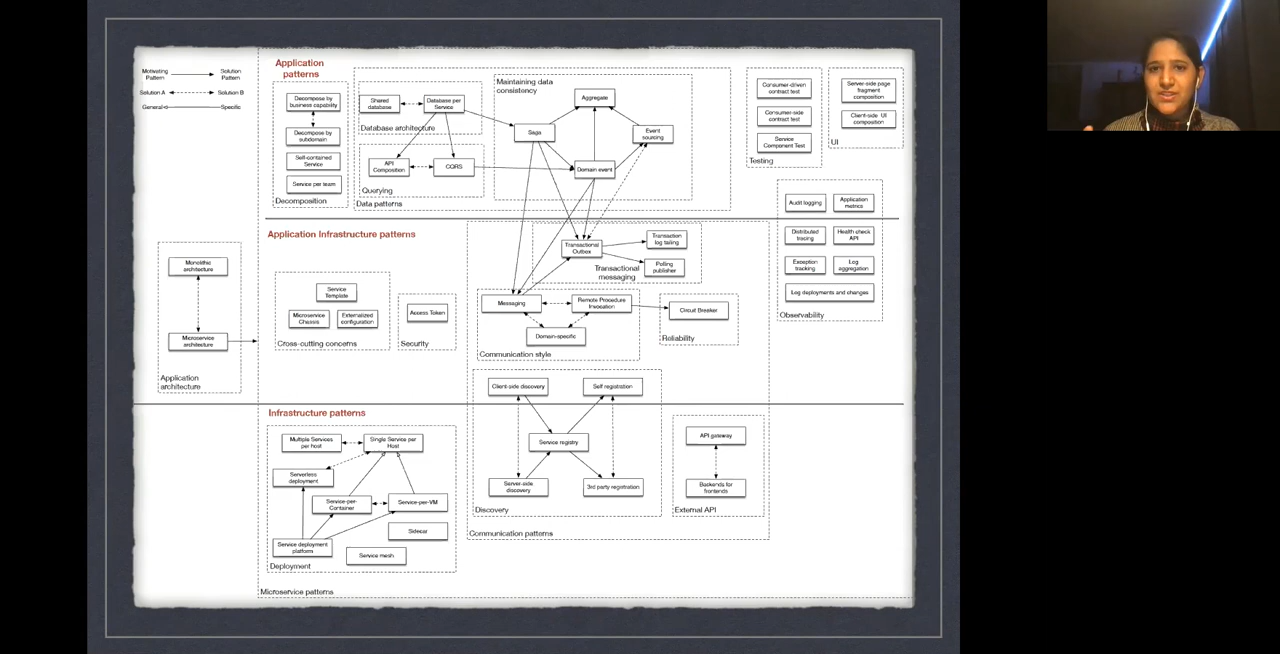 Motivating
Pattern
Solution
Pattern
Solution A
Solution B
General
Specific
Application
patterns
Decompose by
business capability
Decompose by
subdomain
Self-contained
Service
Service per team
Decomposition
Shared
database
Database per
Service
Database architecture
API
Composition
CQRS
Querying
Data patterns
Maintaining data
consistency
Aggregate
Saga
Event
sourcing
Domain event
Consumer-driven
contract test
Consumer-side
contract test
Service
Component Test
Testing
Server-side page
fragment
composition
Client-side UI
composition
UI
Application Infrastructure patterns
Monolithic
architecture
Microservice
architecture
Application
architecture
Service
Template
Microservice
Chassis
Externalized
configuration
Cross-cutting concerns
Access Token
Security
Transactional
Outbox
Transaction
log tailing
Polling
publisher
Transactional
messaging
Messaging
Remote Procedure
Invocation
Domain-specific
Communication style
Circuit Breaker
Reliability
Audit logging
Application
metrics
Distributed
tracing
Health check
API
Exception
tracking
Log
aggregation
Log deployments and changes
Observability
Infrastructure patterns
Multiple Services
per host
Single Service per
Host
Serverless
deployment
Service-per-
Container
Service-per-VM
Sidecar
Service deployment
platform
Service mesh
Deployment
Client-side discovery
Self registration
Service registry
Server-side
discovery
3rd party registration
Discovery
API gateway
Backends for
frontends
External API
Communication patterns
Microservice patterns